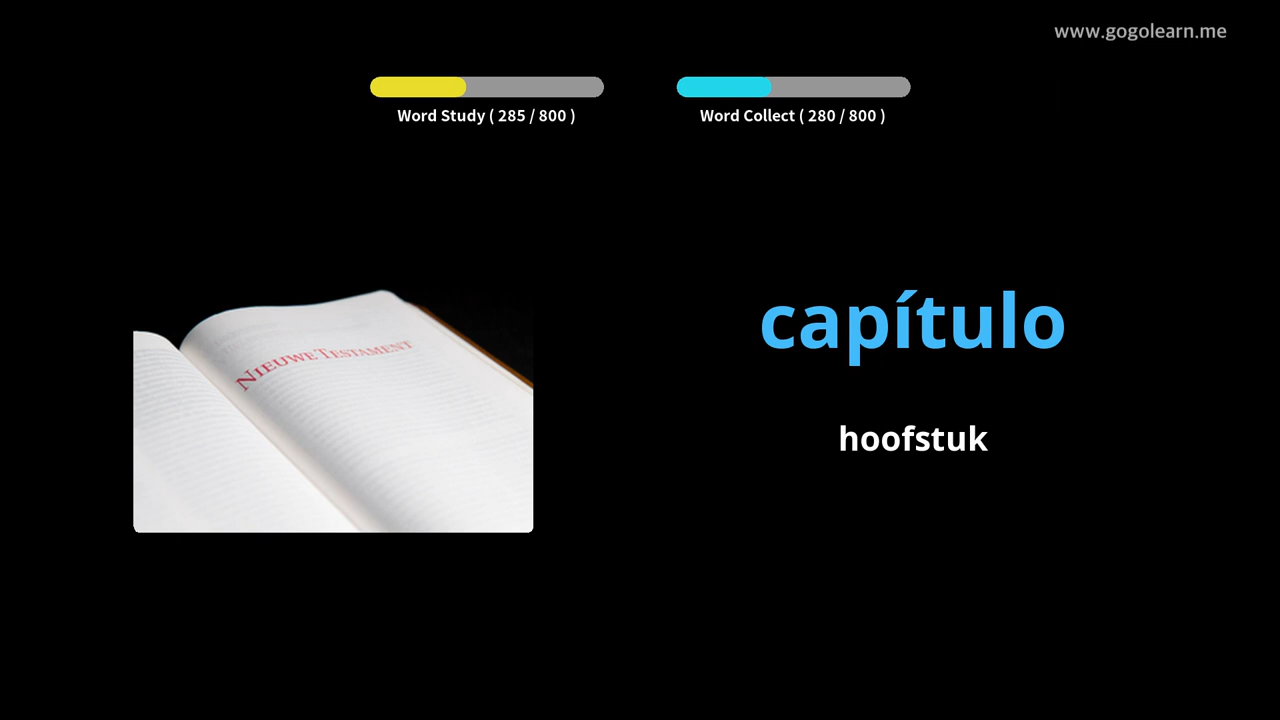 www.gogolearn.me
Word Study ( 285 / 800 )
Word Collect ( 280 / 800 )
capítulo
hoofstuk
NIEUWE TESTAMENT